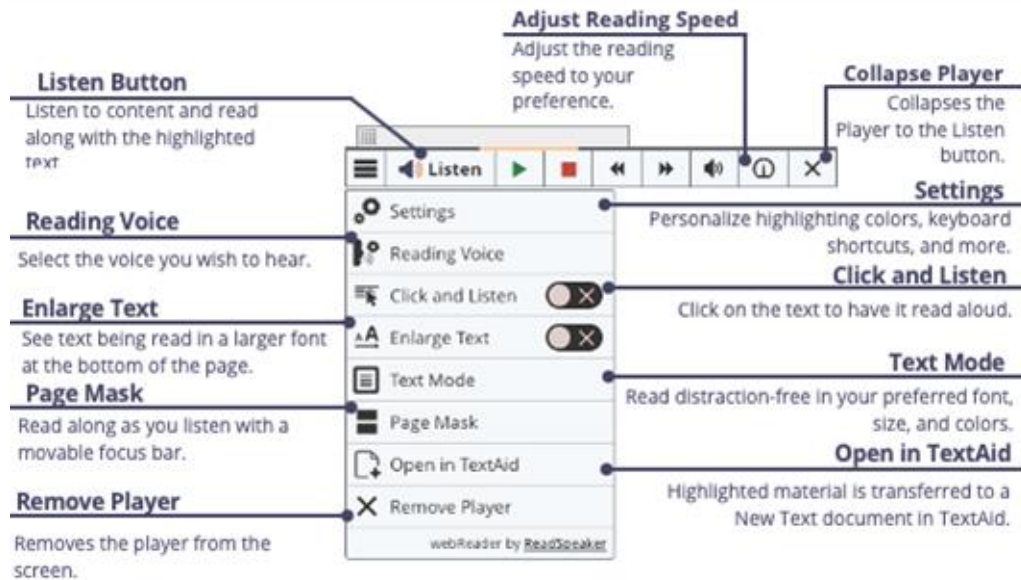 Adjust Reading Speed
Adjust the reading
speed to your
preference.
Listen Button
Listen to content and read
along with the highlighted
text
Collapse Player
Collapses the
Player to the Listen
button.
Listen
Settings
Personalize highlighting colors, keyboard
shortcuts, and more.
Reading Voice
Select the voice you wish to hear.
Click and Listen
Click on the text to have it read aloud.
Enlarge Text
See text being read in a larger font
at the bottom of the page.
Text Mode
Read distraction-free in your preferred font,
size, and colors.
Page Mask
Read along as you listen with a
movable focus bar.
Open in TextAid
Highlighted material is transferred to a
New Text document in TextAid.
Remove Player
Removes the player from the
screen.
Settings
Reading Voice
Click and Listen
Enlarge Text
Text Mode
Page Mask
Open in TextAid
Remove Player
webReader by ReadSpeaker